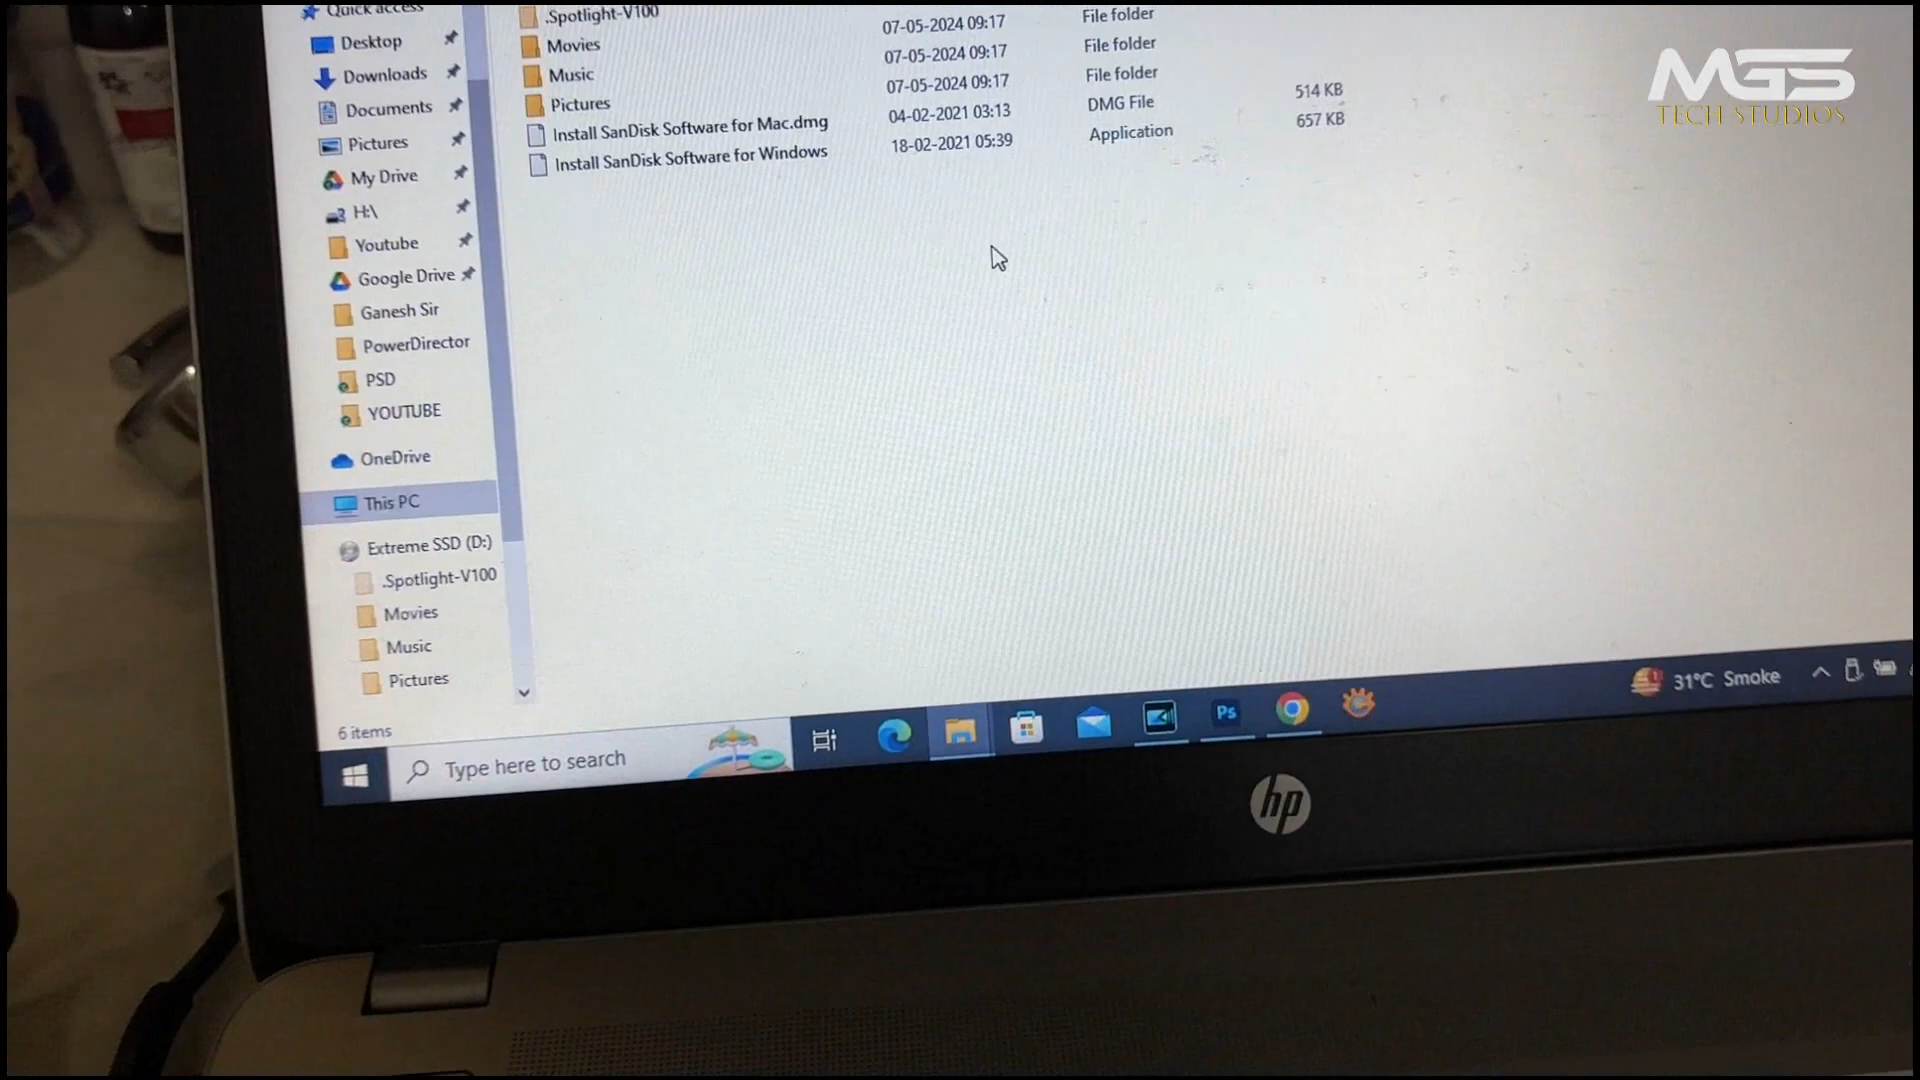 Quick access
Desktop
Downloads
Documents
Pictures
My Drive
H:\
Youtube
Google Drive
Ganesh Sir
PowerDirector
PSD
YOUTUBE
OneDrive
This PC
Extreme SSD (D:)
.Spotlight-V100
Movies
Music
Pictures
6 items
.Spotlight-V100 07-05-2024 09:17 File folder
Movies 07-05-2024 09:17 File folder
Music 07-05-2024 09:17 File folder
Pictures 04-02-2021 03:13 DMG File 514 KB
Install SanDisk Software for Mac.dmg 18-02-2021 05:39 Application 657 KB
Install SanDisk Software for Windows
MGS
TECH STUDIOS
Type here to search
Ps
1
31°C Smoke
hp